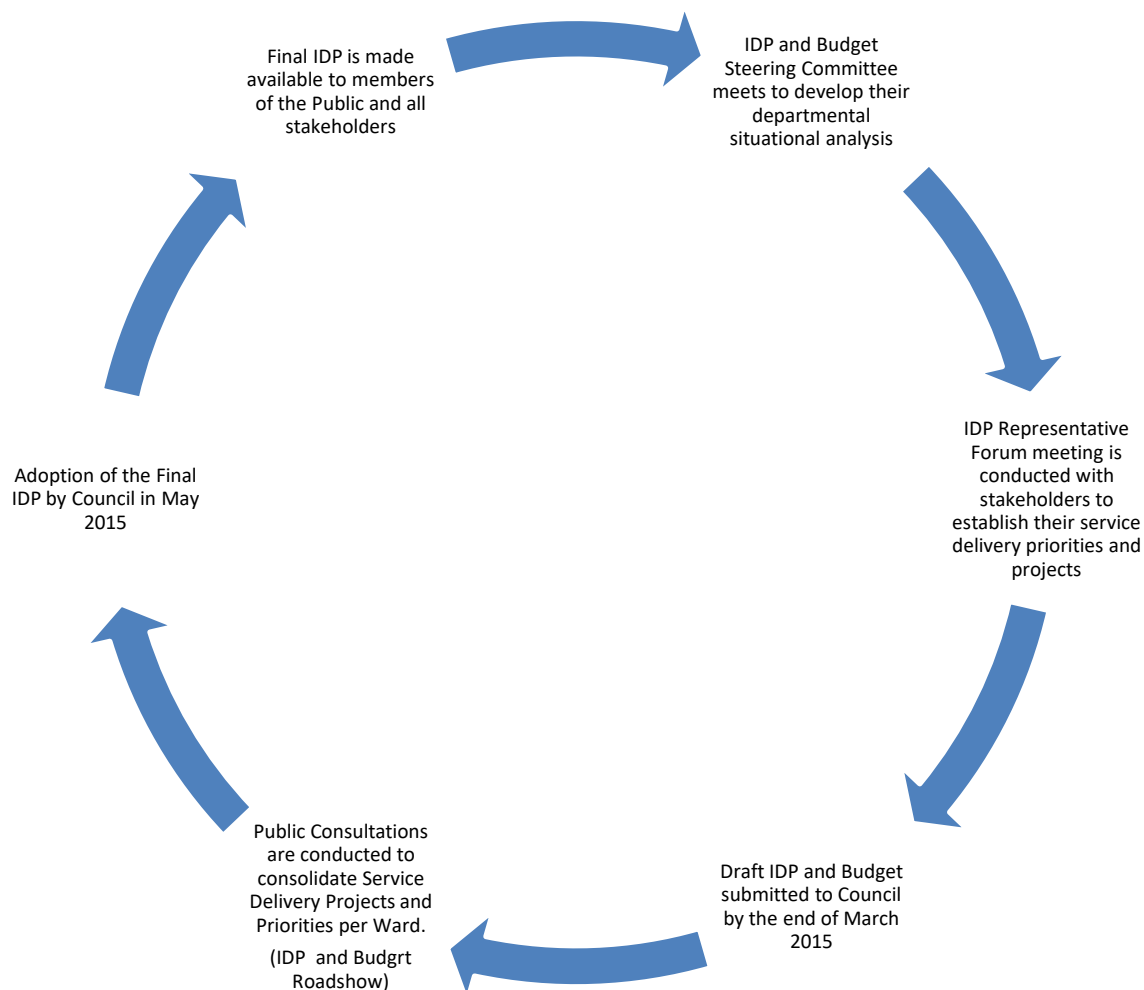 Final IDP is made
available to members
of the Public and all
stakeholders
IDP and Budget
Steering Committee
meets to develop their
departmental
situational analysis
IDP Representative
Forum meeting is
conducted with
stakeholders to
establish their service
delivery priorities and
projects
Draft IDP and Budget
submitted to Council
by the end of March
2015
Public Consultations
are conducted to
consolidate Service
Delivery Projects and
Priorities per Ward.
(IDP and Budgrt
Roadshow)
Adoption of the Final
IDP by Council in May
2015